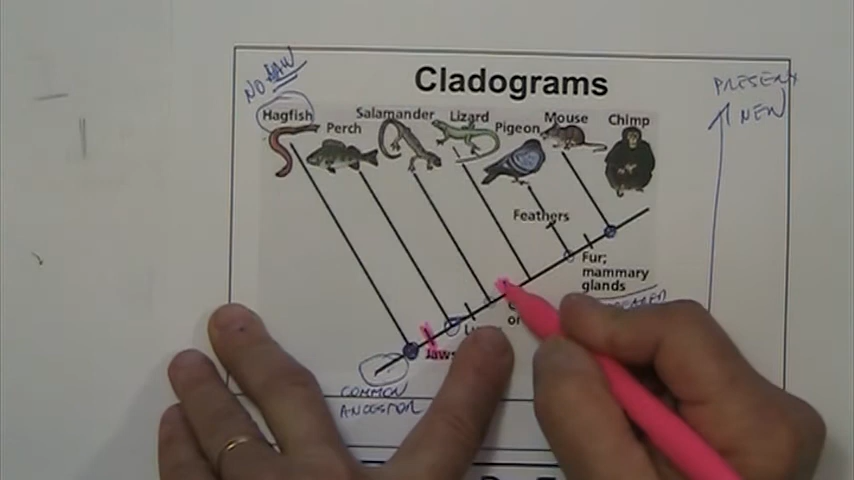 Cladograms
NO JAW
PRESENT
NEW
Hagfish
Perch
Salamander
Lizard
Pigeon
Mouse
Chimp
Feathers
Fur;
mammary
glands
or
Jaws
COMMON
ANCESTOR